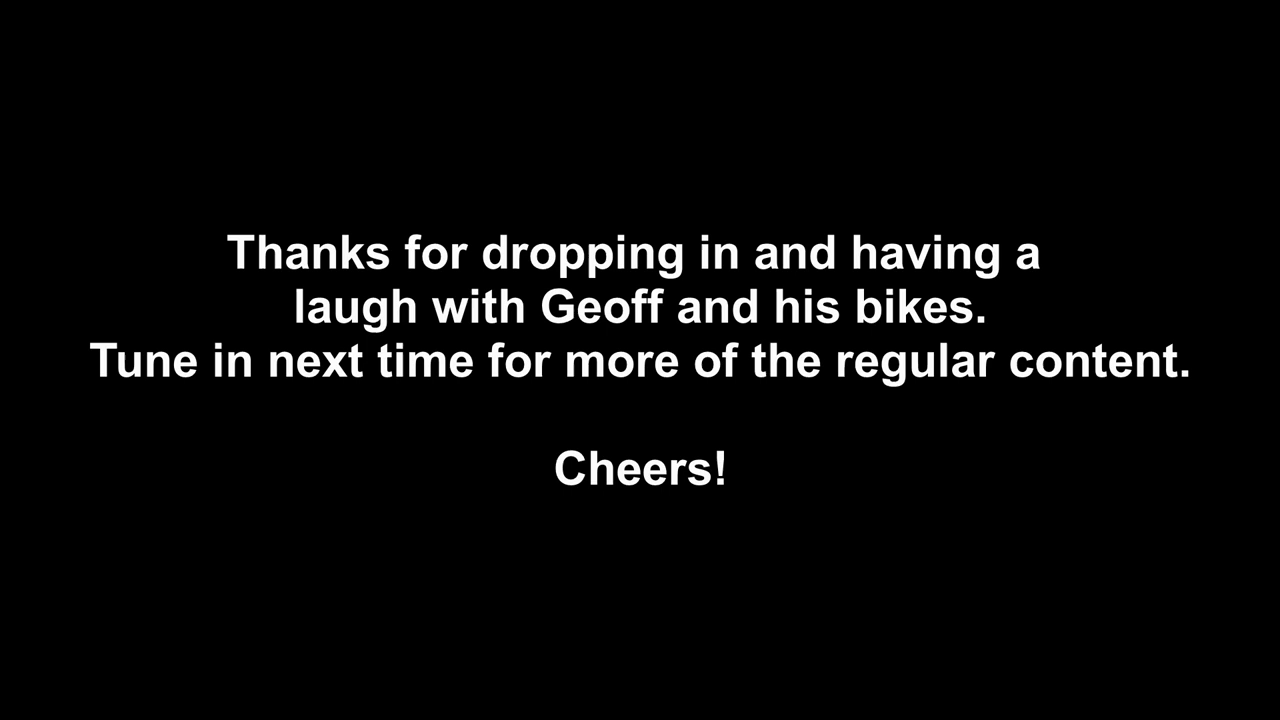 Thanks for dropping in and having a
laugh with Geoff and his bikes.
Tune in next time for more of the regular content.
Cheers!